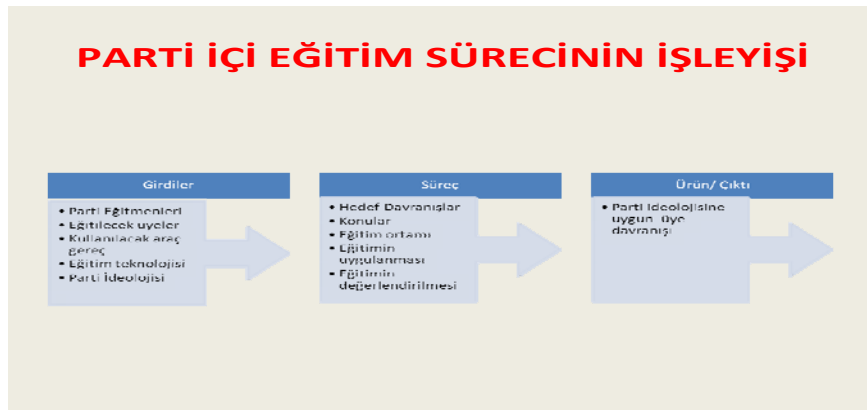 PARTİ İÇİ EĞİTİM SÜRECİNİN İŞLEYİŞİ
Girdiler
• Parti Eğitmenleri
• Eğitilecek üyeler
• Kullanılacak araç
gereç
• Eğitim teknolojisi
• Parti İdeolojisi
Süreç
• Hedef Davranışlar
• Konular
• Eğitim ortamı
• Eğitimin
uygulanması
• Eğitimin
değerlendirilmesi
Ürün/ Çıktı
• Parti ideolojisine
uygun üye
davranışı